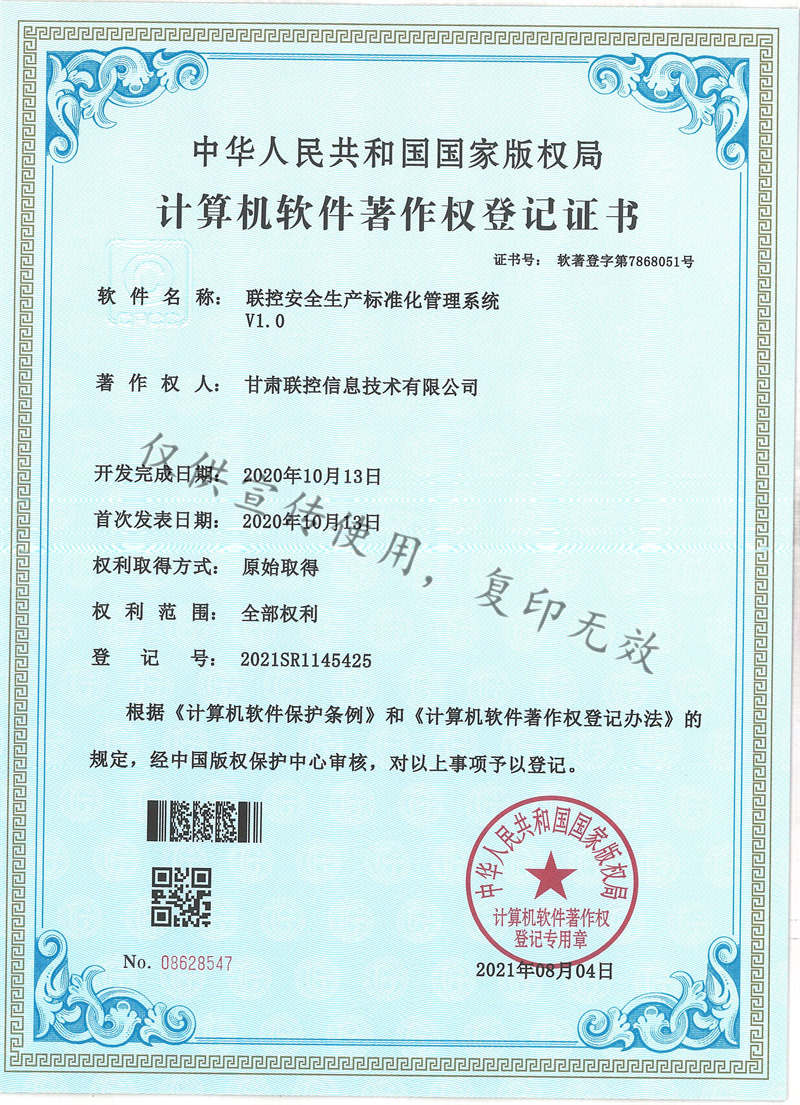 中华人民共和国国家版权局
计算机软件著作权登记证书
证书号： 软著登字第7868051号
软件名称： 联控安全生产标准化管理系统
V1.0
著作权人： 甘肃联控信息技术有限公司
开发完成日期： 2020年10月13日
首次发表日期： 2020年10月13日
权利取得方式： 原始取得
权利范围： 全部权利
登记号： 2021SR1145425
仅供宣传使用，复印无效
根据《计算机软件保护条例》和《计算机软件著作权登记办法》的
规定，经中国版权保护中心审核，对以上事项予以登记。
中华人民共和国国家版权局
计算机软件著作权
登记专用章
No. 08628547
2021年08月04日